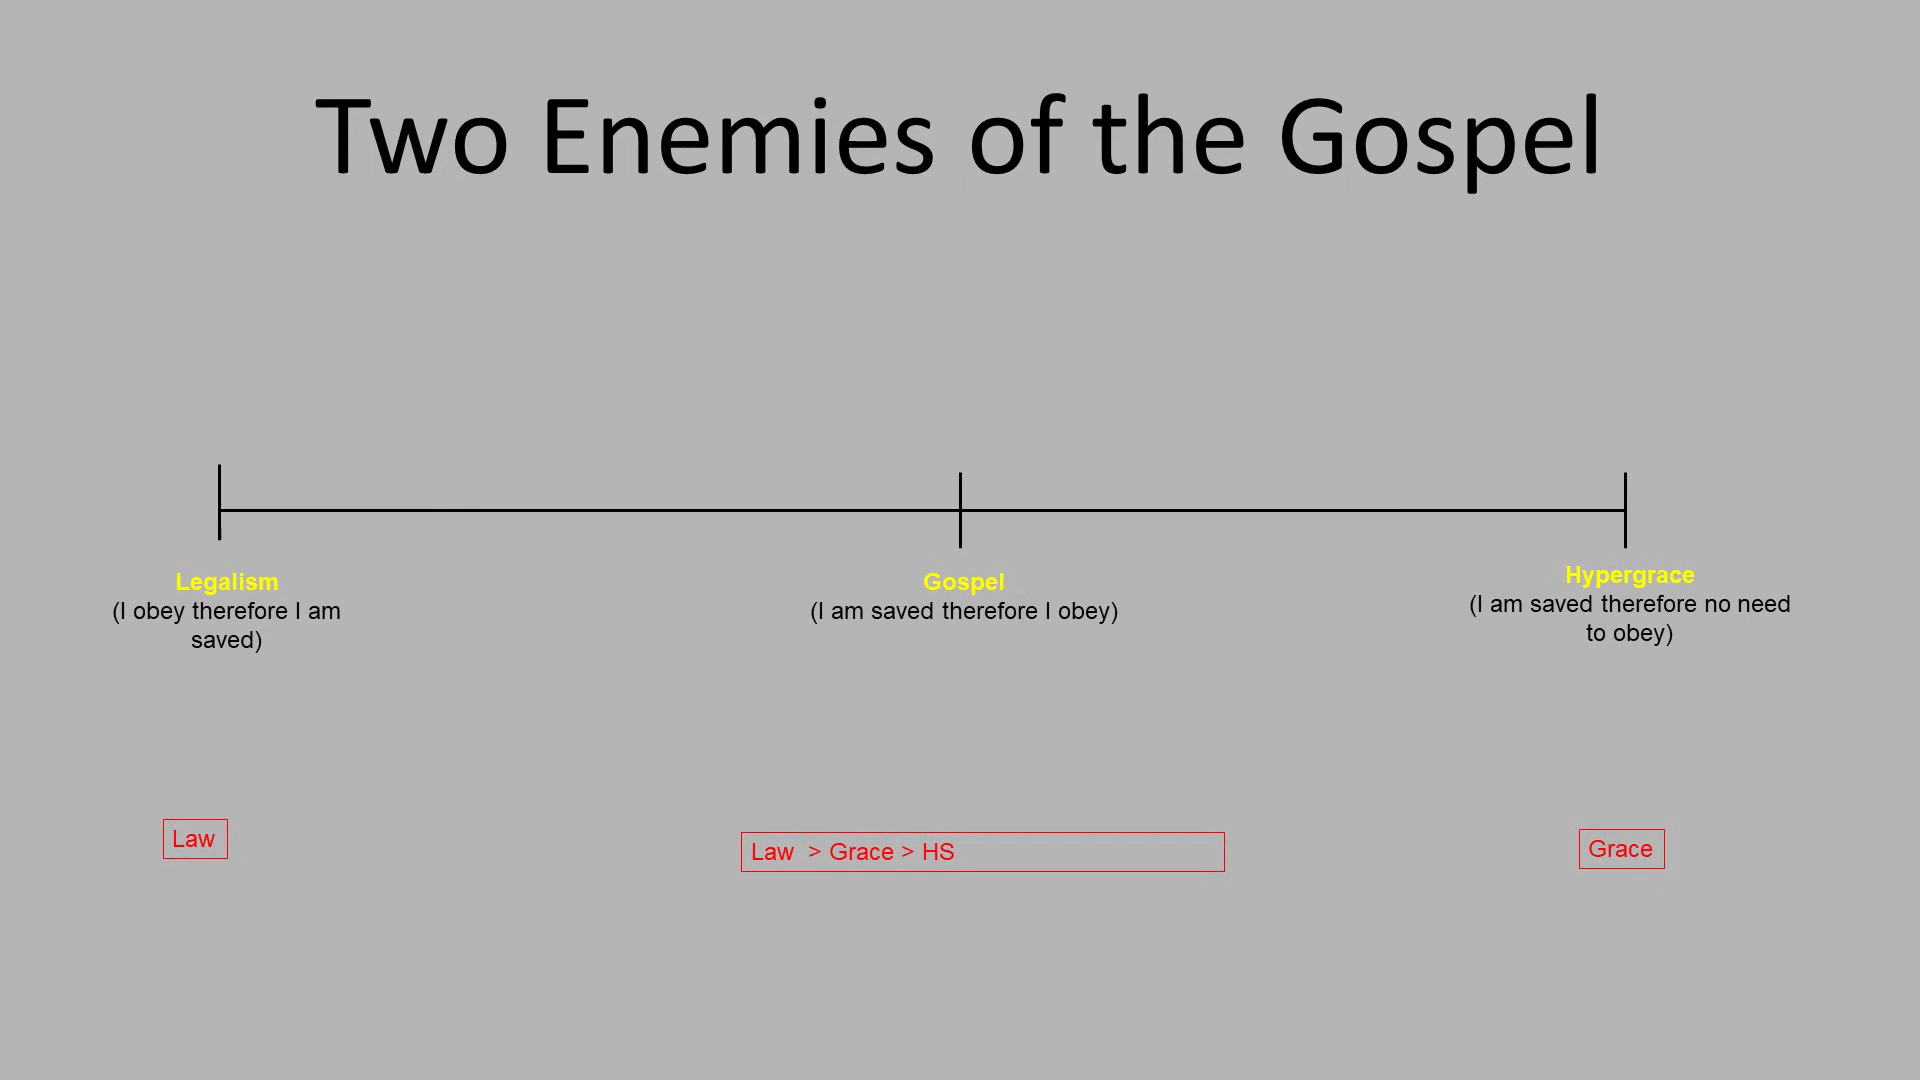 Two Enemies of the Gospel
Legalism
(I obey therefore I am
saved)
Gospel
(I am saved therefore I obey)
Hypergrace
(I am saved therefore no need
to obey)
Law
Law  > Grace > HS
Grace